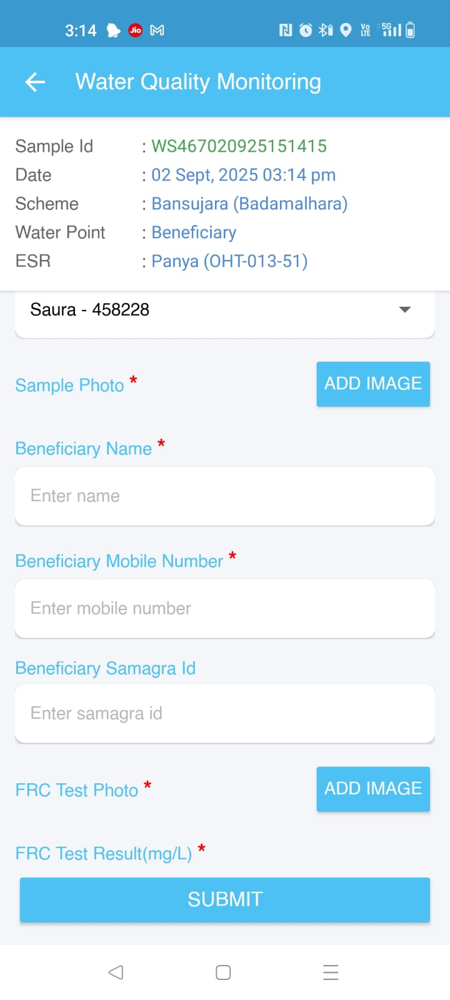 3:14 Jio Vo LTE 5G
Water Quality Monitoring
Sample Id : WS467020925151415
Date : 02 Sept, 2025 03:14 pm
Scheme : Bansujara (Badamalhara)
Water Point : Beneficiary
ESR : Panya (OHT-013-51)
Saura - 458228
Sample Photo * ADD IMAGE
Beneficiary Name *
Enter name
Beneficiary Mobile Number *
Enter mobile number
Beneficiary Samagra Id
Enter samagra id
FRC Test Photo * ADD IMAGE
FRC Test Result(mg/L) *
SUBMIT